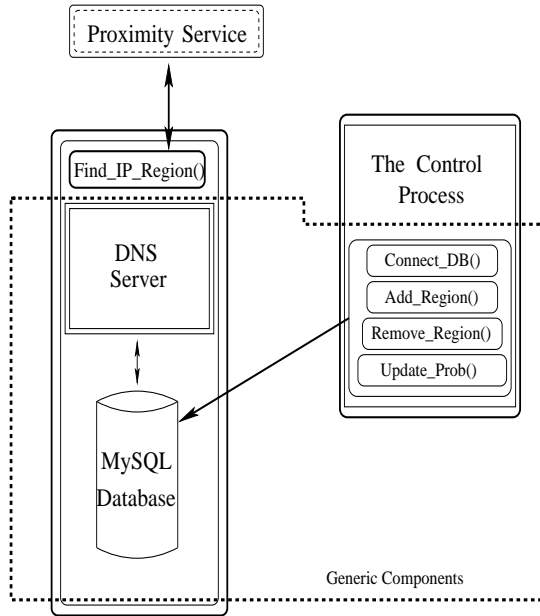 Proximity Service
Find_IP_Region()
DNS
Server
MySQL
Database
The Control
Process
Connect_DB()
Add_Region()
Remove_Region()
Update_Prob()
Generic Components